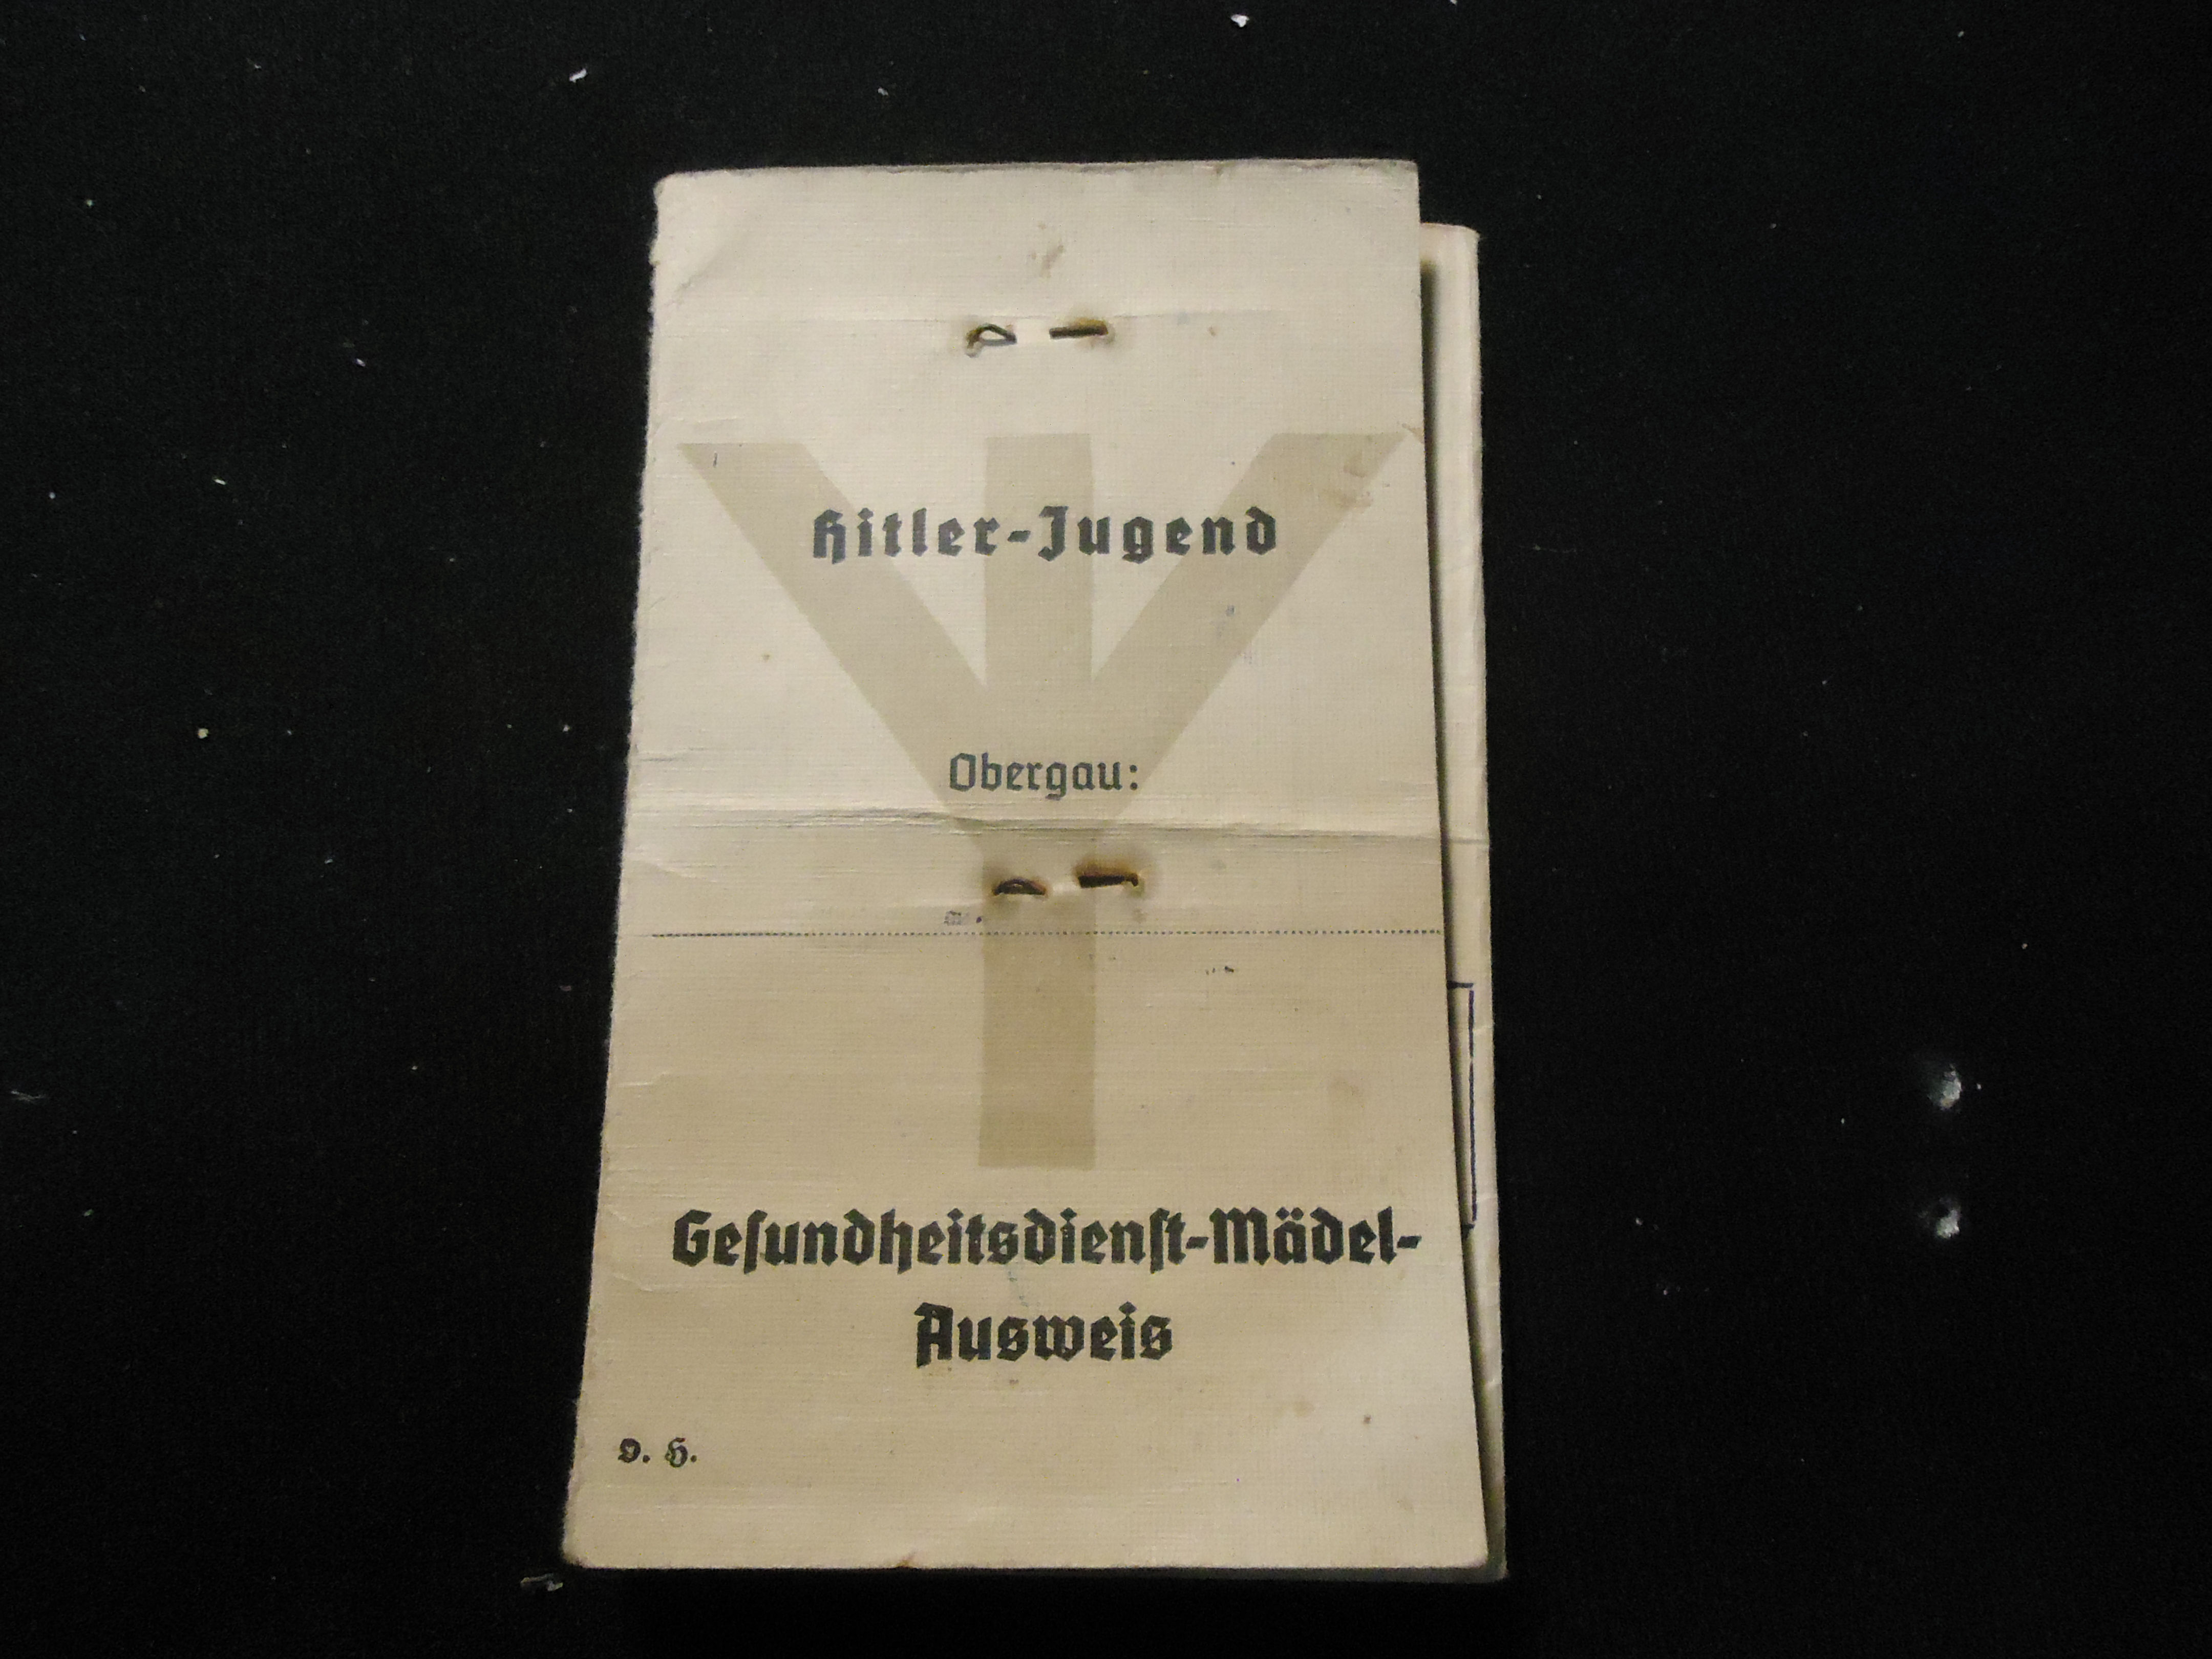 Hitler-Jugend
Obergau:
Geſundheitsdienſt-Mädel-
Ausweis
D. H.